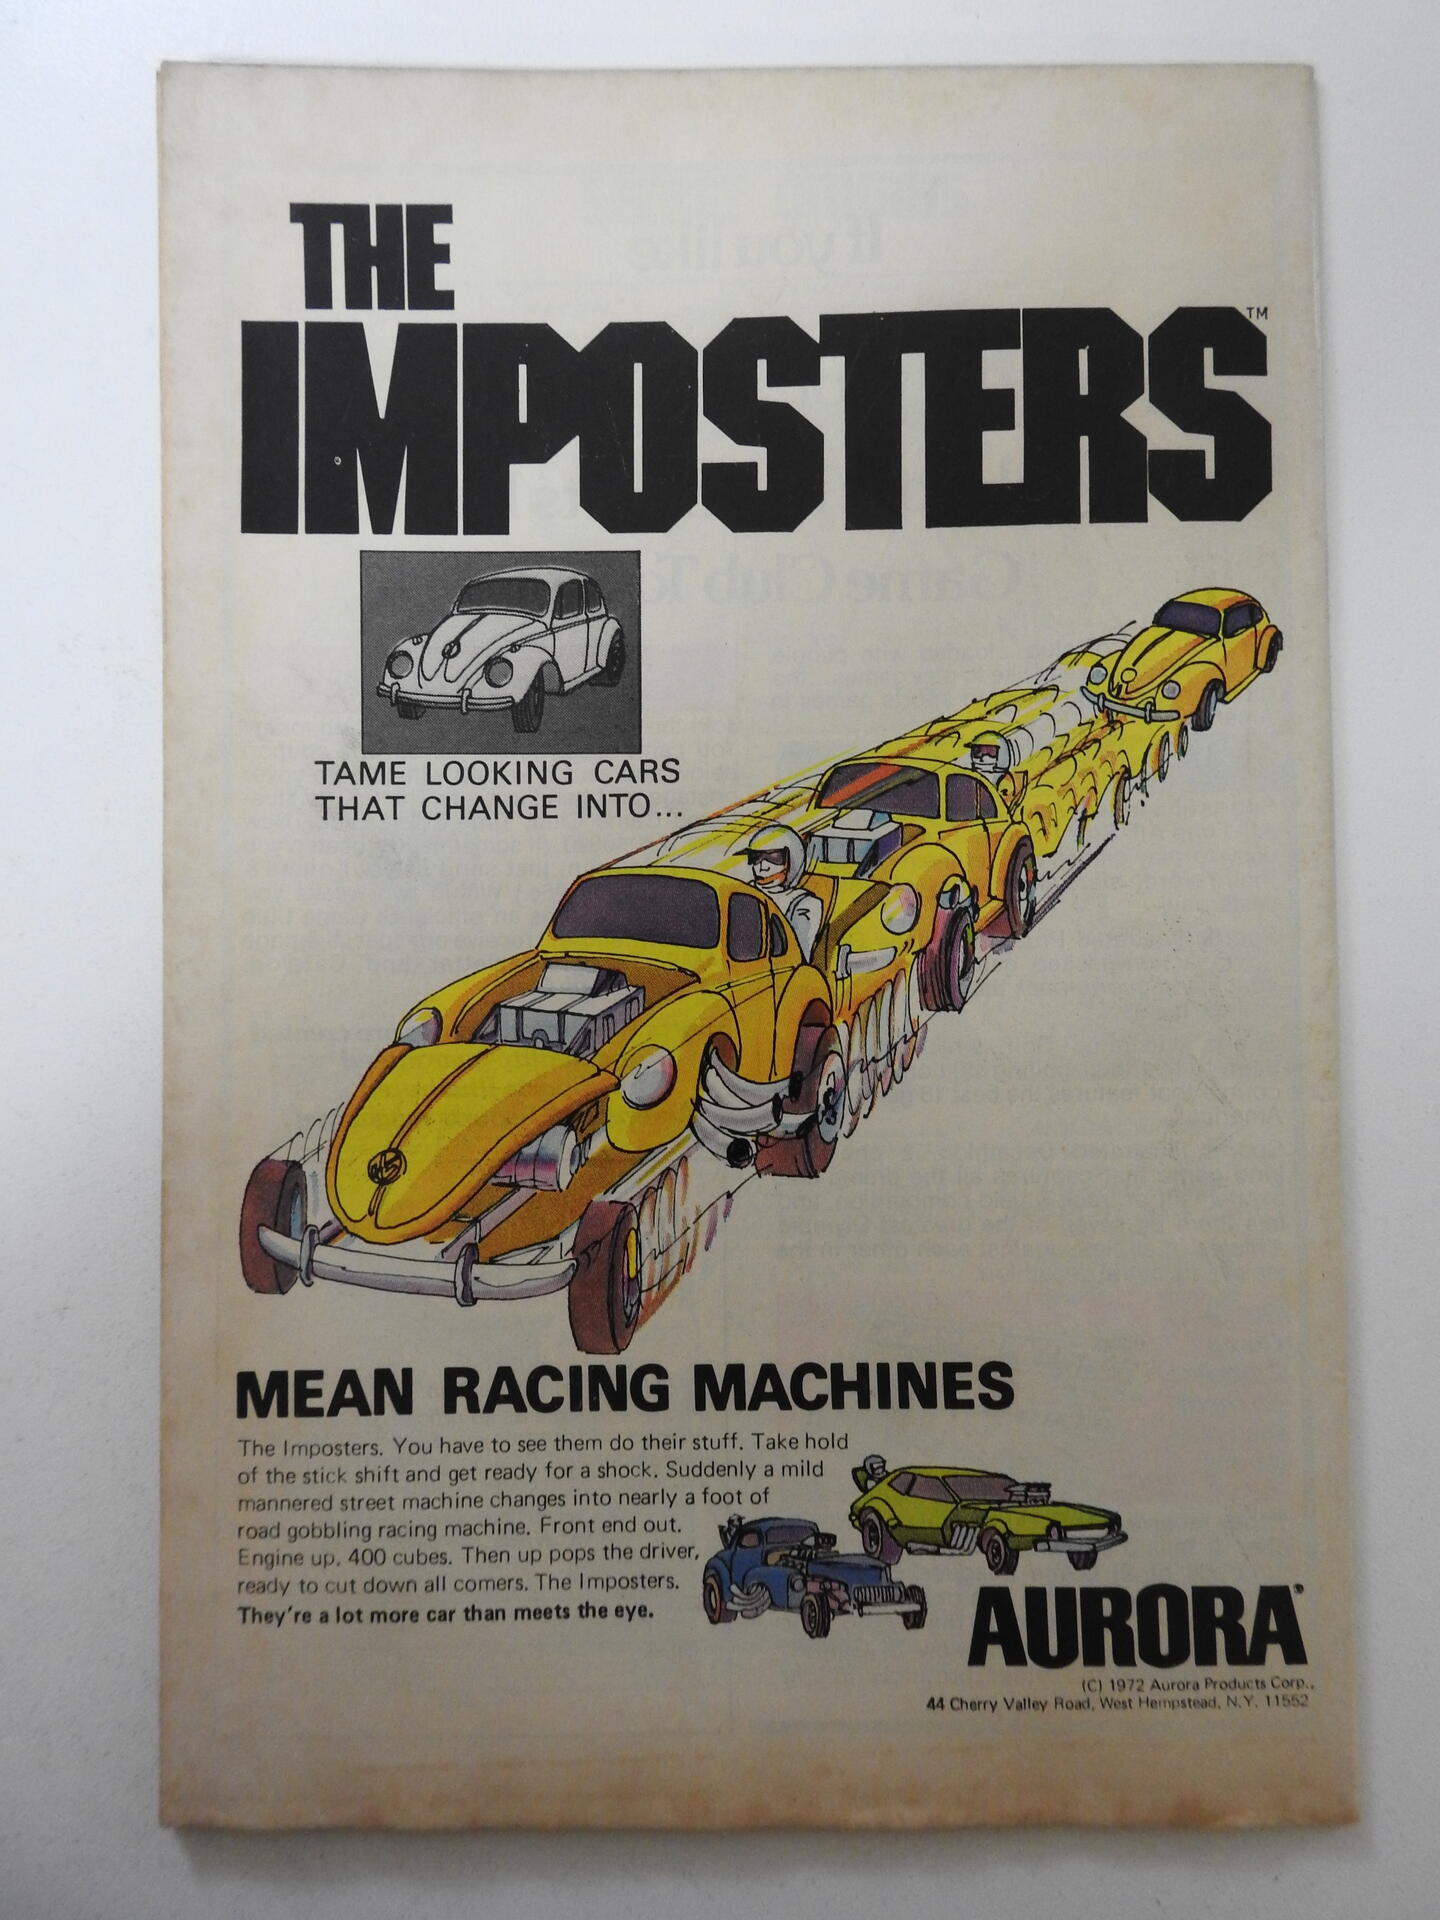 THE
IMPOSTERS™
TAME LOOKING CARS
THAT CHANGE INTO...
MEAN RACING MACHINES
The Imposters. You have to see them do their stuff. Take hold
of the stick shift and get ready for a shock. Suddenly a mild
mannered street machine changes into nearly a foot of
road gobbling racing machine. Front end out.
Engine up, 400 cubes. Then up pops the driver,
ready to cut down all comers. The Imposters.
They're a lot more car than meets the eye.
AURORA®
(C) 1972 Aurora Products Corp.,
44 Cherry Valley Road, West Hempstead, N.Y. 11552